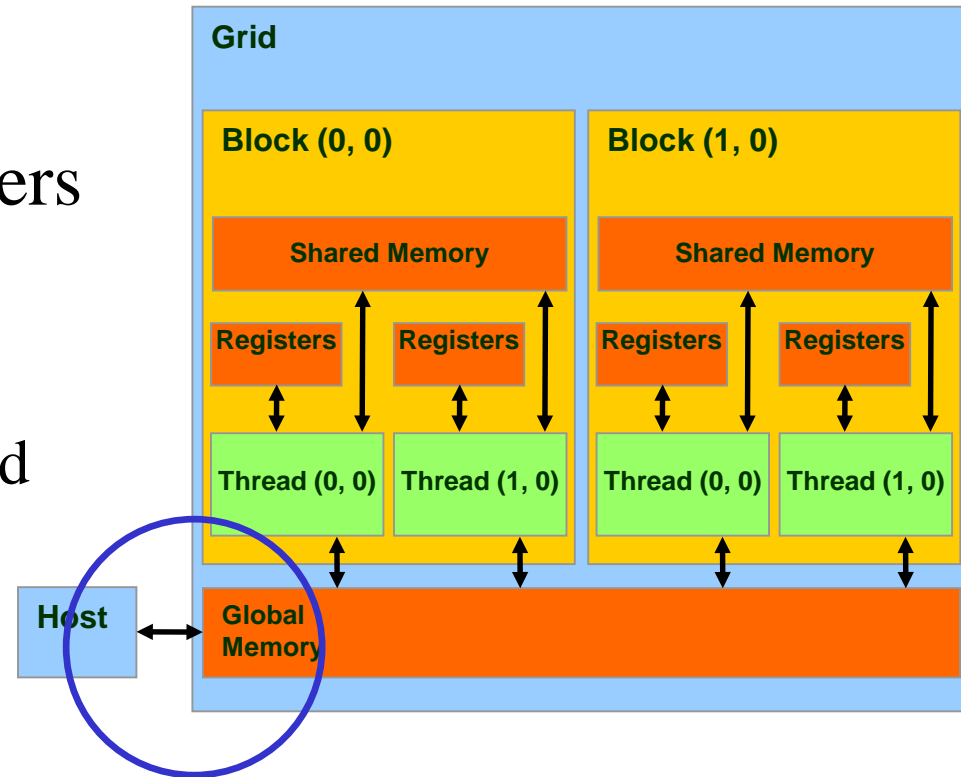 Grid
Block (0, 0)
Block (1, 0)
ers
Shared Memory
Shared Memory
Registers
Registers
Registers
Registers
d
Thread (0, 0)
Thread (1, 0)
Thread (0, 0)
Thread (1, 0)
Host
Global
Memory